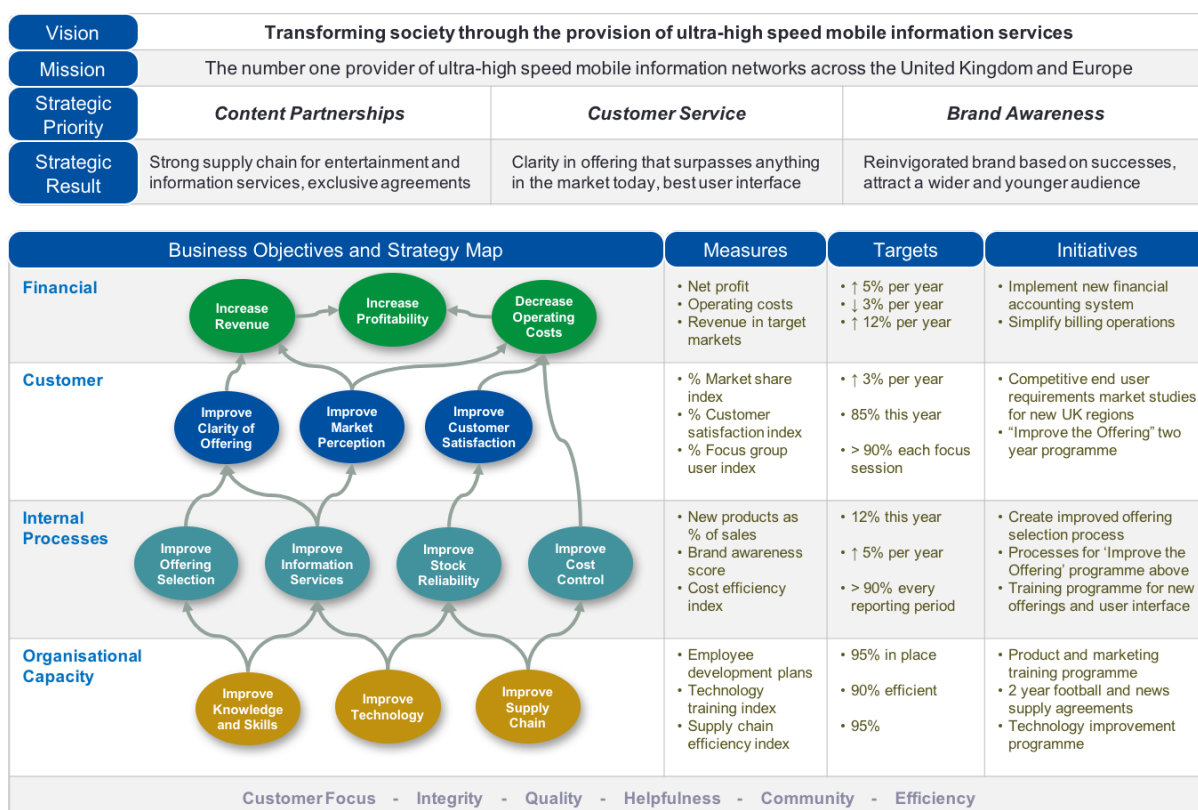 Vision
Transforming society through the provision of ultra-high speed mobile information services
Mission
The number one provider of ultra-high speed mobile information networks across the United Kingdom and Europe
Strategic
Priority
Content Partnerships
Customer Service
Brand Awareness
Strategic
Result
Strong supply chain for entertainment and
information services, exclusive agreements
Clarity in offering that surpasses anything
in the market today, best user interface
Reinvigorated brand based on successes,
attract a wider and younger audience
Business Objectives and Strategy Map
Measures
Targets
Initiatives
Financial
Increase
Revenue
Increase
Profitability
Decrease
Operating
Costs
• Net profit
• Operating costs
• Revenue in target
markets
• ↑ 5% per year
• ↓ 3% per year
• ↑ 12% per year
• Implement new financial
accounting system
• Simplify billing operations
Customer
Improve
Clarity of
Offering
Improve
Market
Perception
Improve
Customer
Satisfaction
• % Market share
index
• % Customer
satisfaction index
• % Focus group
user index
• ↑ 3% per year
• 85% this year
• > 90% each focus
session
• Competitive end user
requirements market studies
for new UK regions
• “Improve the Offering” two
year programme
Internal
Processes
Improve
Offering
Selection
Improve
Information
Services
Improve
Stock
Reliability
Improve
Cost
Control
• New products as
% of sales
• Brand awareness
score
• Cost efficiency
index
• 12% this year
• ↑ 5% per year
• > 90% every
reporting period
• Create improved offering
selection process
• Processes for ‘Improve the
Offering’ programme above
• Training programme for new
offerings and user interface
Organisational
Capacity
Improve
Knowledge
and Skills
Improve
Technology
Improve
Supply
Chain
• Employee
development plans
• Technology
training index
• Supply chain
efficiency index
• 95% in place
• 90% efficient
• 95%
• Product and marketing
training programme
• 2 year football and news
supply agreements
• Technology improvement
programme
Customer Focus - Integrity - Quality - Helpfulness - Community - Efficiency